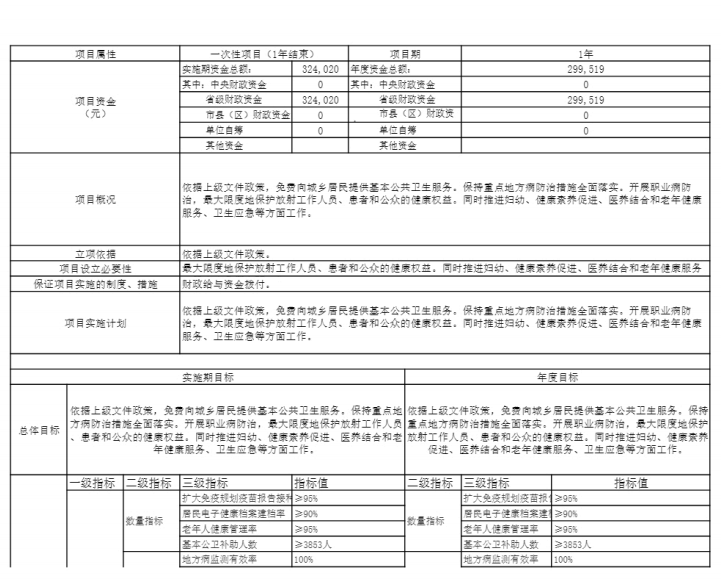 项目属性 一次性项目（1年结束） 项目期 1年
项目资金（元） 实施期资金总额： 324,020 年度资金总额： 299,519
其中：中央财政资金 0 其中：中央财政资金 0
省级财政资金 324,020 省级财政资金 299,519
市县（区）财政资金 0 市县（区）财政资 0
单位自筹 0 单位自筹 0
其他资金 其他资金
项目概况
依据上级文件政策，免费向城乡居民提供基本公共卫生服务。保持重点地方病防治措施全面落实。开展职业病防
治，最大限度地保护放射工作人员、患者和公众的健康权益。同时推进妇幼、健康素养促进、医养结合和老年健康
服务、卫生应急等方面工作。
立项依据 依据上级文件政策。
项目设立必要性 最大限度地保护放射工作人员、患者和公众的健康权益。同时推进妇幼、健康素养促进、医养结合和老年健康服务
保证项目实施的制度、措施 财政给与资金拨付。
项目实施计划
依据上级文件政策，免费向城乡居民提供基本公共卫生服务。保持重点地方病防治措施全面落实。开展职业病防
治，最大限度地保护放射工作人员、患者和公众的健康权益。同时推进妇幼、健康素养促进、医养结合和老年健康
服务、卫生应急等方面工作。
实施期目标 年度目标
总体目标
依据上级文件政策，免费向城乡居民提供基本公共卫生服务。保持重点地
方病防治措施全面落实。开展职业病防治，最大限度地保护放射工作人员
、患者和公众的健康权益。同时推进妇幼、健康素养促进、医养结合和老
年健康服务、卫生应急等方面工作。
依据上级文件政策，免费向城乡居民提供基本公共卫生服务。保持
重点地方病防治措施全面落实。开展职业病防治，最大限度地保护
放射工作人员、患者和公众的健康权益。同时推进妇幼、健康素养
促进、医养结合和老年健康服务、卫生应急等方面工作。
一级指标 二级指标 三级指标 指标值 二级指标 三级指标 指标值
数量指标 扩大免疫规划疫苗报告接种 ≥95% 数量指标 扩大免疫规划疫苗报告 ≥95%
居民电子健康档案建档率 ≥90% 居民电子健康档案建档 ≥90%
老年人健康管理率 ≥95% 老年人健康管理率 ≥95%
基本公卫补助人数 ≥3853人 基本公卫补助人数 ≥3853人
地方病监测有效率 100% 地方病监测有效率 100%